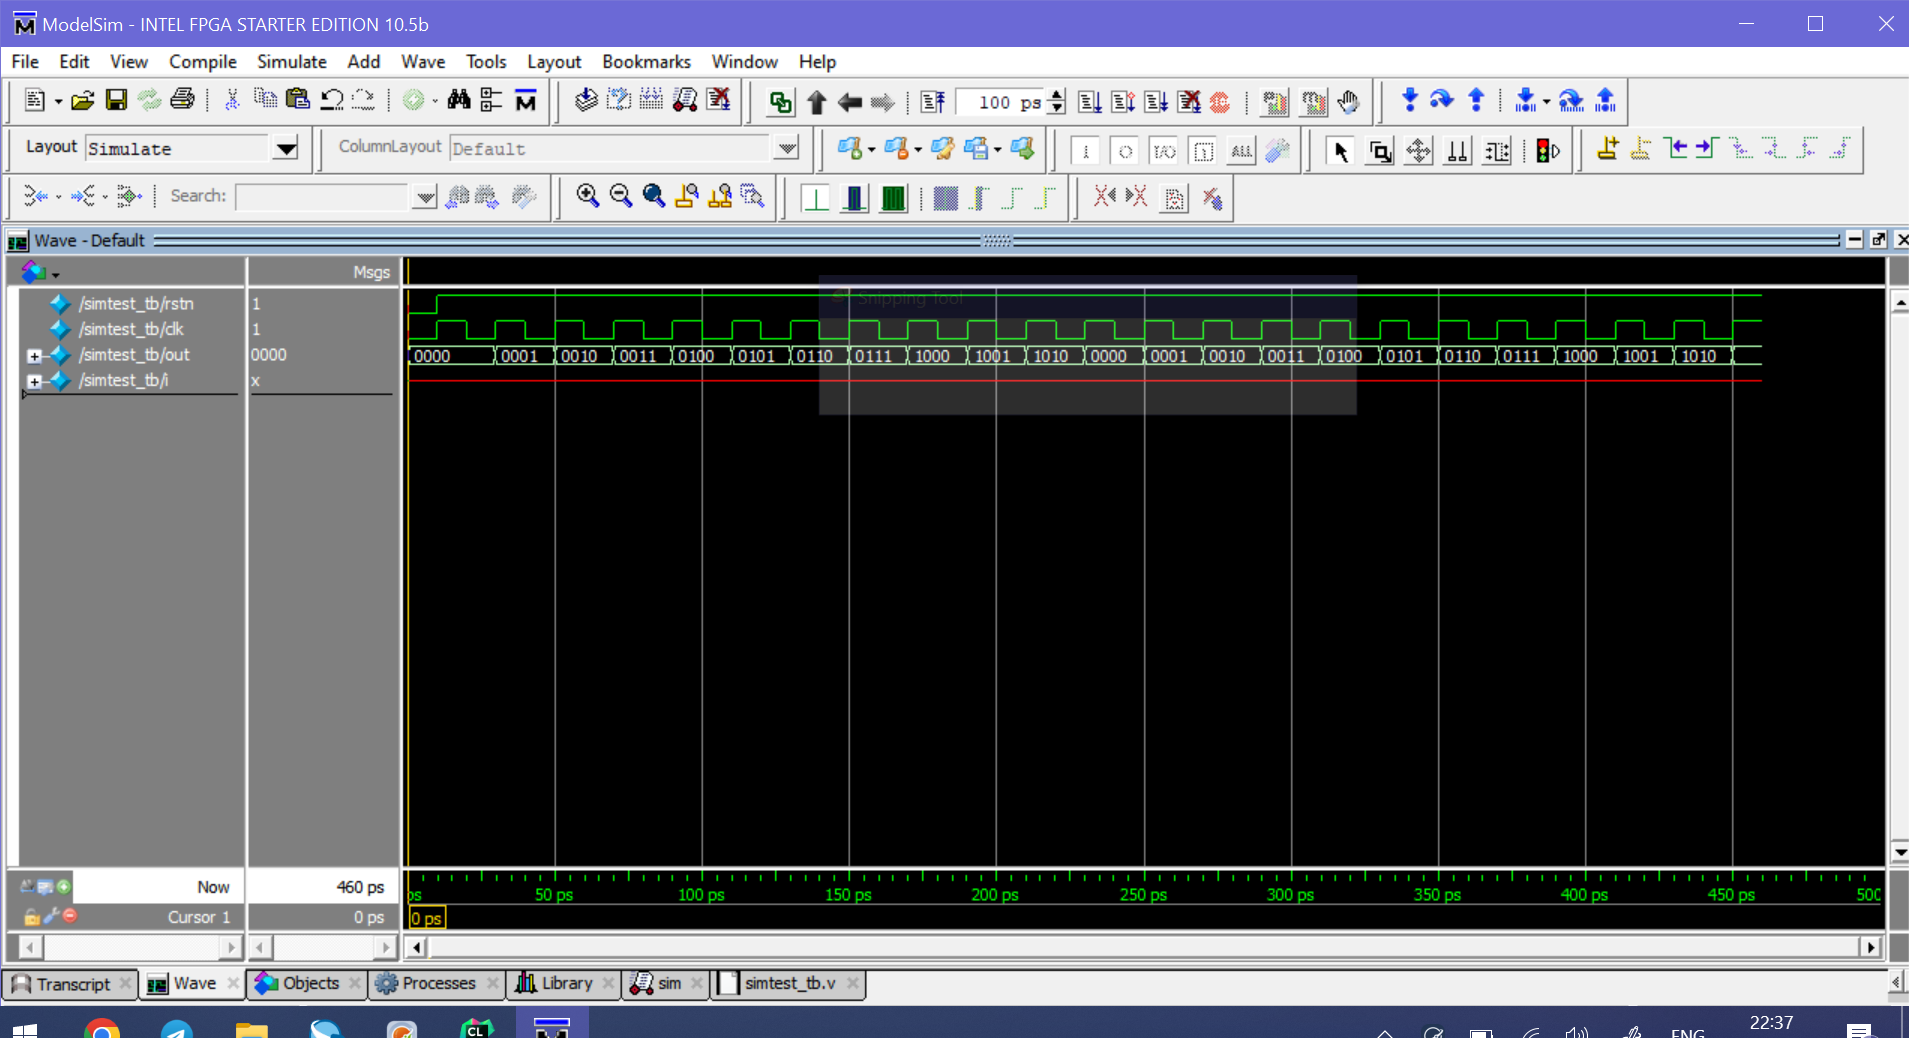 ModelSim - INTEL FPGA STARTER EDITION 10.5b
File Edit View Compile Simulate Add Wave Tools Layout Bookmarks Window Help
100 ps
Layout Simulate ColumnLayout Default
ALL
Search:
Wave - Default
Msgs
Snipping Tool
/simtest_tb/rstn 1
/simtest_tb/clk 1
/simtest_tb/out 0000 0000 0001 0010 0011 0100 0101 0110 0111 1000 1001 1010 0000 0001 0010 0011 0100 0101 0110 0111 1000 1001 1010
/simtest_tb/i x
Now 460 ps ps 50 ps 100 ps 150 ps 200 ps 250 ps 300 ps 350 ps 400 ps 450 ps 500
Cursor 1 0 ps 0 ps
Transcript Wave Objects Processes Library sim simtest_tb.v
CL ENG 22:37